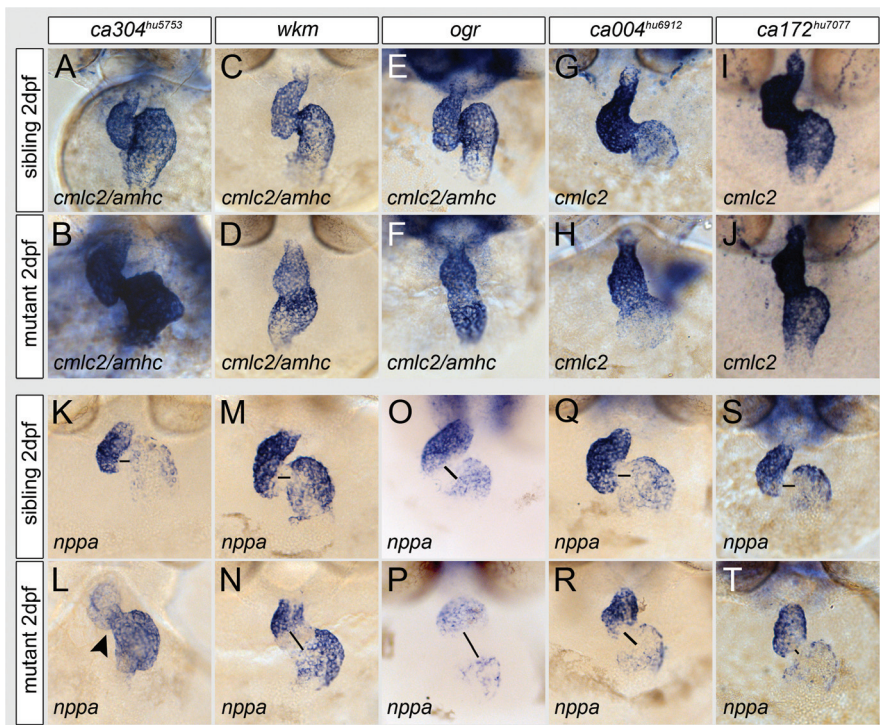 ca304hu5753 wkm ogr ca004hu6912 ca172hu7077
sibling 2dpf
A C E G I
cmlc2/amhc cmlc2/amhc cmlc2/amhc cmlc2 cmlc2
mutant 2dpf
B D F H J
cmlc2/amhc cmlc2/amhc cmlc2/amhc cmlc2 cmlc2
sibling 2dpf
K M O Q S
nppa nppa nppa nppa nppa
mutant 2dpf
L N P R T
nppa nppa nppa nppa nppa